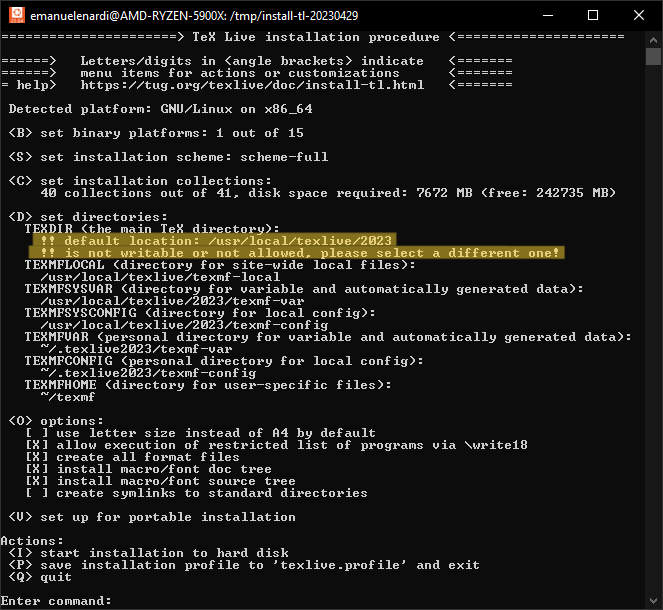 emanuelenardi@AMD-RYZEN-5900X: /tmp/install-tl-20230429
======================> TeX Live installation procedure <=====================
======>   Letters/digits in <angle brackets> indicate   <=======
======>   menu items for actions or customizations      <=======
= help>   https://tug.org/texlive/doc/install-tl.html   <=======
Detected platform: GNU/Linux on x86_64
<B> set binary platforms: 1 out of 15
<S> set installation scheme: scheme-full
<C> set installation collections:
40 collections out of 41, disk space required: 7672 MB (free: 242735 MB)
<D> set directories:
TEXDIR (the main TeX directory):
!! default location: /usr/local/texlive/2023
!! is not writable or not allowed, please select a different one!
TEXMFLOCAL (directory for site-wide local files):
/usr/local/texlive/texmf-local
TEXMFSYSVAR (directory for variable and automatically generated data):
/usr/local/texlive/2023/texmf-var
TEXMFSYSCONFIG (directory for local config):
/usr/local/texlive/2023/texmf-config
TEXMFVAR (personal directory for variable and automatically generated data):
~/.texlive2023/texmf-var
TEXMFCONFIG (personal directory for local config):
~/.texlive2023/texmf-config
TEXMFHOME (directory for user-specific files):
~/texmf
<O> options:
[ ] use letter size instead of A4 by default
[X] allow execution of restricted list of programs via \write18
[X] create all format files
[X] install macro/font doc tree
[X] install macro/font source tree
[ ] create symlinks to standard directories
<V> set up for portable installation
Actions:
<I> start installation to hard disk
<P> save installation profile to 'texlive.profile' and exit
<Q> quit
Enter command: